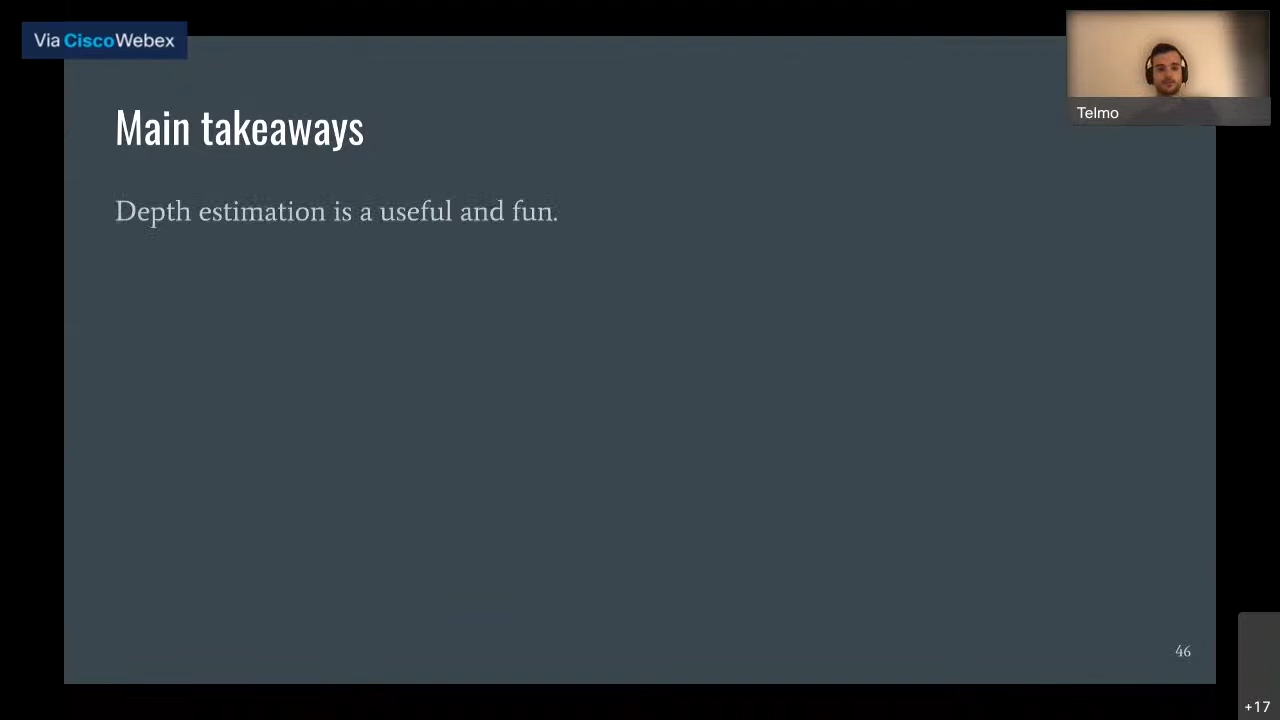 Via CiscoWebex
Telmo
Main takeaways
Depth estimation is a useful and fun.
46
+17